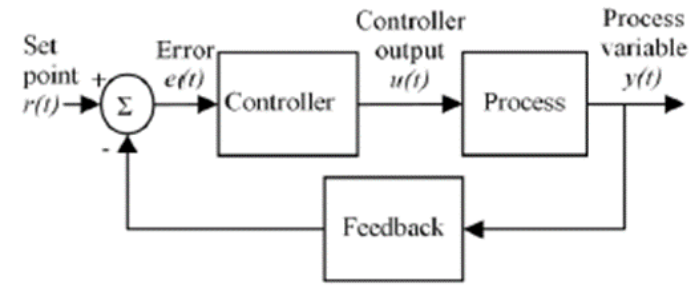 Set
point
r(t)
+
-
Σ
Error
e(t)
Controller
Controller
output
u(t)
Process
Process
variable
y(t)
Feedback